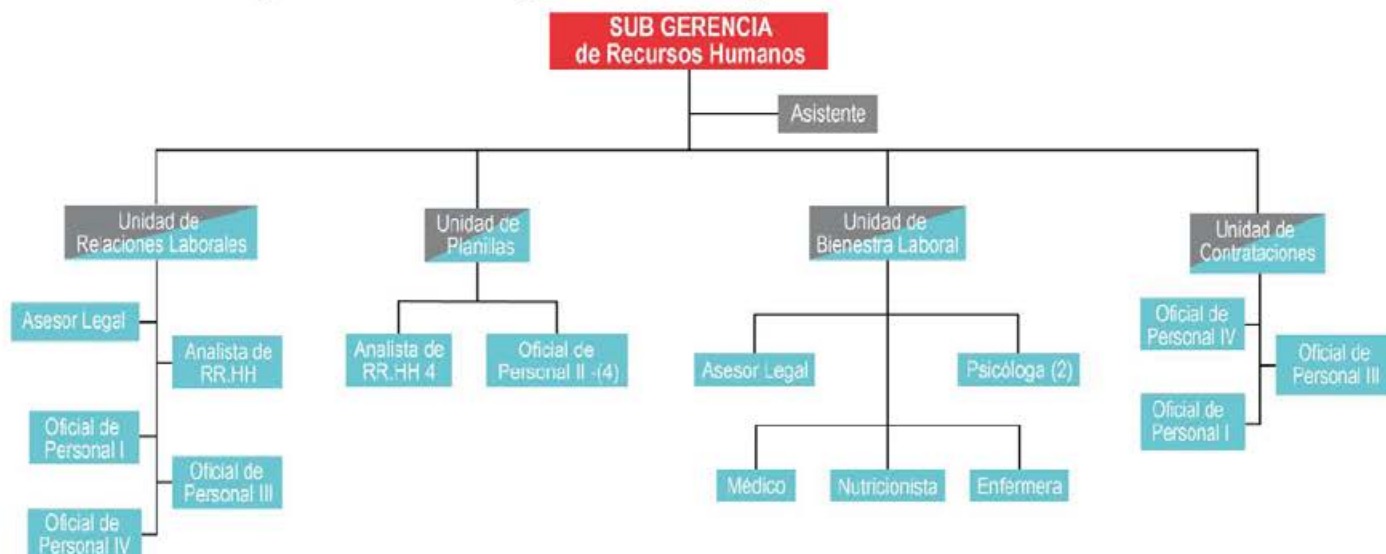 SUB GERENCIA
de Recursos Humanos
Asistente
Unidad de
Relaciones Laborales
Unidad de
Planillas
Unidad de
Bienestra Laboral
Unidad de
Contrataciones
Asesor Legal
Analista de
RR.HH
Oficial de
Personal I
Oficial de
Personal III
Oficial de
Personal IV
Analista de
RR.HH 4
Oficial de
Personal II -(4)
Asesor Legal
Psicóloga (2)
Médico
Nutricionista
Enfermera
Oficial de
Personal IV
Oficial de
Personal III
Oficial de
Personal I